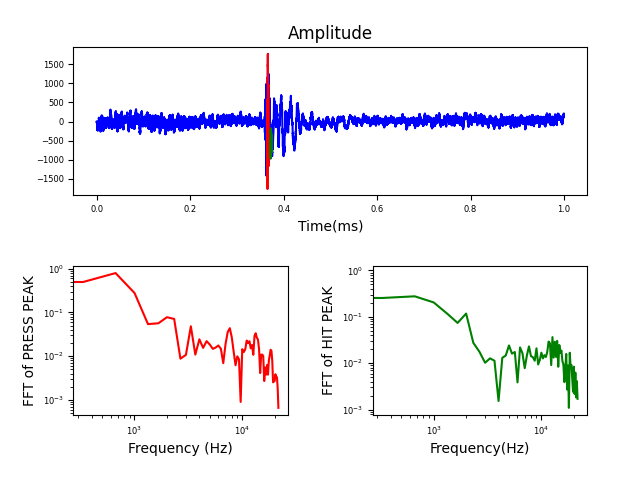 Amplitude
1500
1000
500
0
−500
−1000
−1500
0.0 0.2 0.4 0.6 0.8 1.0
Time(ms)
FFT of PRESS PEAK
10⁰
10⁻¹
10⁻²
10⁻³
10³ 10⁴
Frequency (Hz)
FFT of HIT PEAK
10⁰
10⁻¹
10⁻²
10⁻³
10³ 10⁴
Frequency(Hz)